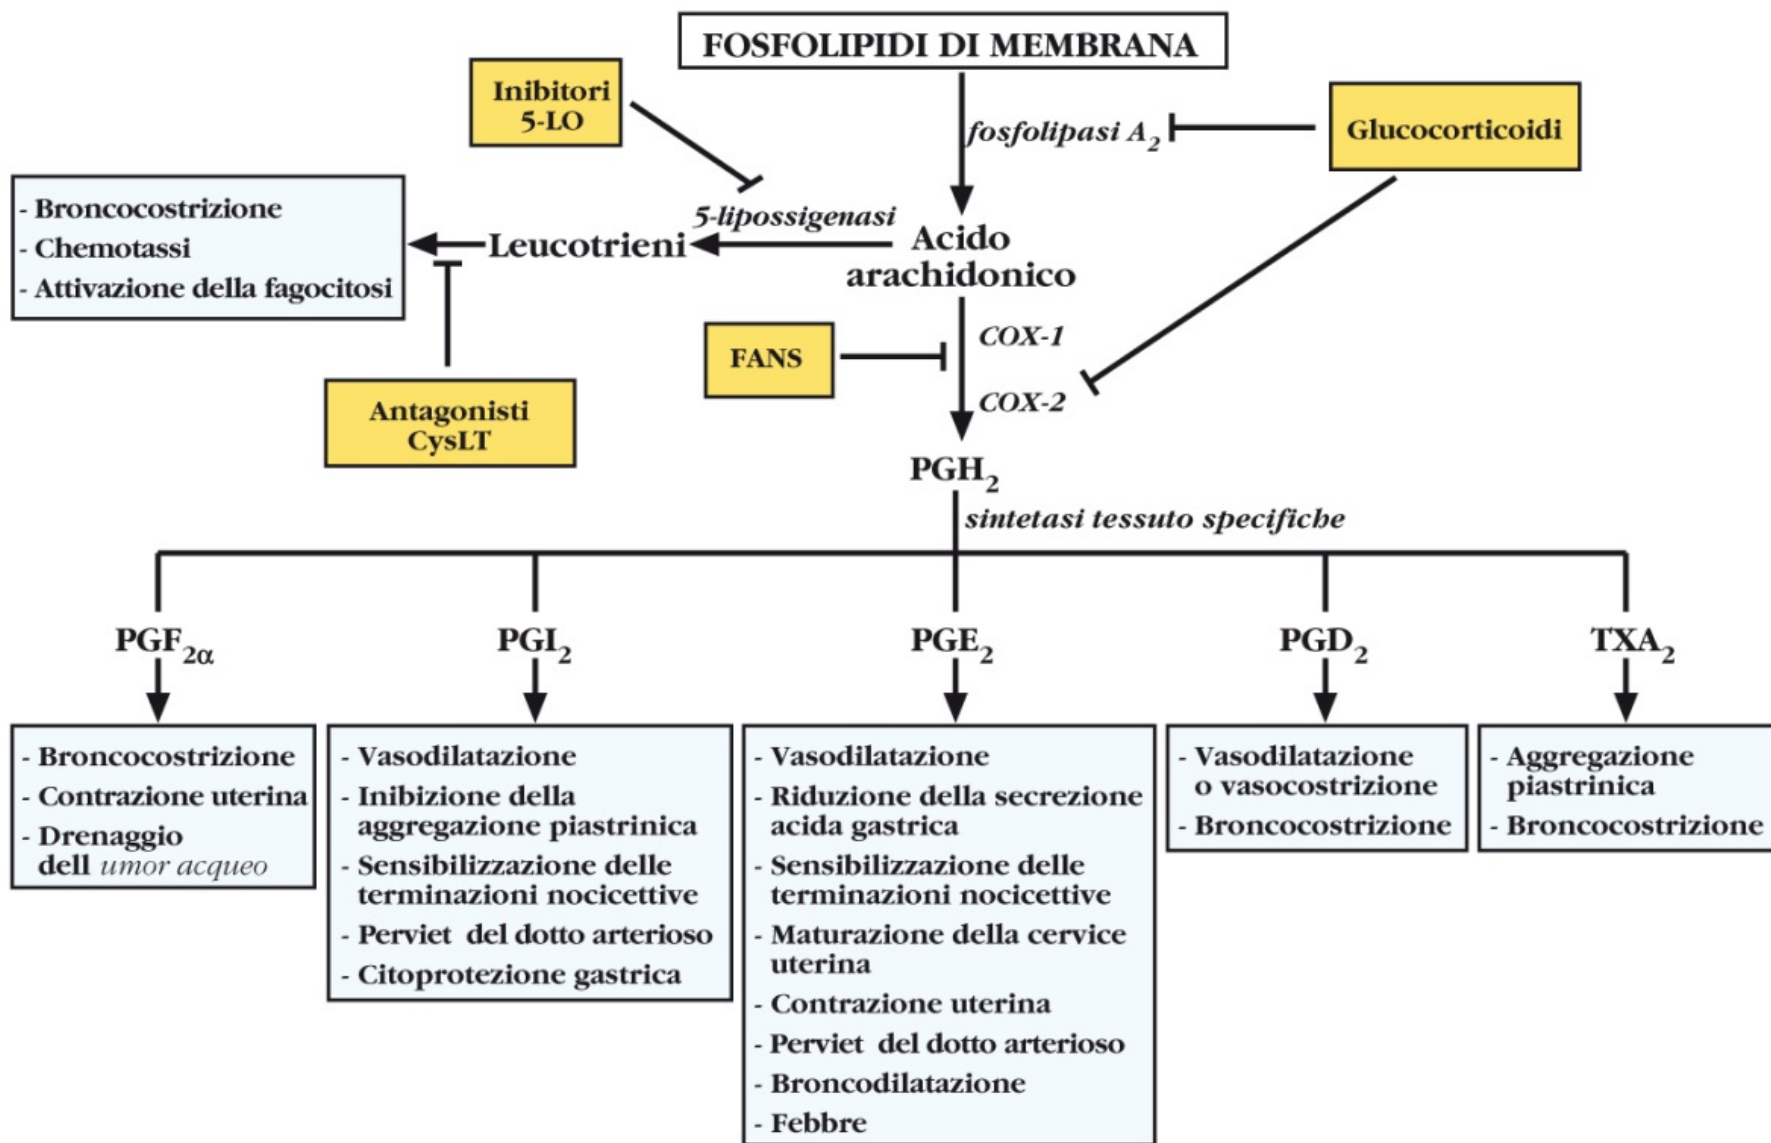 FOSFOLIPIDI DI MEMBRANA
Inibitori
5-LO
fosfolipasi A2
Glucocorticoidi
- Broncocostrizione
- Chemotassi
- Attivazione della fagocitosi
Leucotrieni
5-lipossigenasi
Acido
arachidonico
Antagonisti
CysLT
FANS
COX-1
COX-2
PGH2
sintetasi tessuto specifiche
PGF2α
PGI2
PGE2
PGD2
TXA2
- Broncocostrizione
- Contrazione uterina
- Drenaggio
dell umor acqueo
- Vasodilatazione
- Inibizione della
aggregazione piastrinica
- Sensibilizzazione delle
terminazioni nocicettive
- Perviet del dotto arterioso
- Citoprotezione gastrica
- Vasodilatazione
- Riduzione della secrezione
acida gastrica
- Sensibilizzazione delle
terminazioni nocicettive
- Maturazione della cervice
uterina
- Contrazione uterina
- Perviet del dotto arterioso
- Broncodilatazione
- Febbre
- Vasodilatazione
o vasocostrizione
- Broncocostrizione
- Aggregazione
piastrinica
- Broncocostrizione